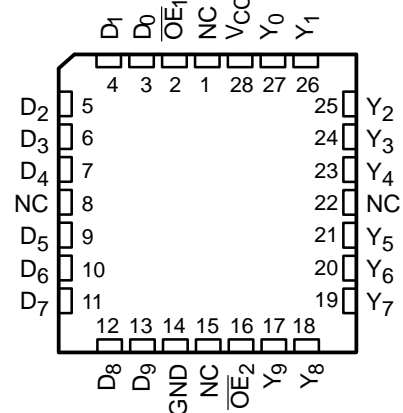 D₁ D₀ O̅E̅₁ NC VCC Y₀ Y₁
4 3 2 1 28 27 26
D₂ 5 25 Y₂
D₃ 6 24 Y₃
D₄ 7 23 Y₄
NC 8 22 NC
D₅ 9 21 Y₅
D₆ 10 20 Y₆
D₇ 11 19 Y₇
12 13 14 15 16 17 18
D₈ D₉ GND NC O̅E̅₂ Y₉ Y₈